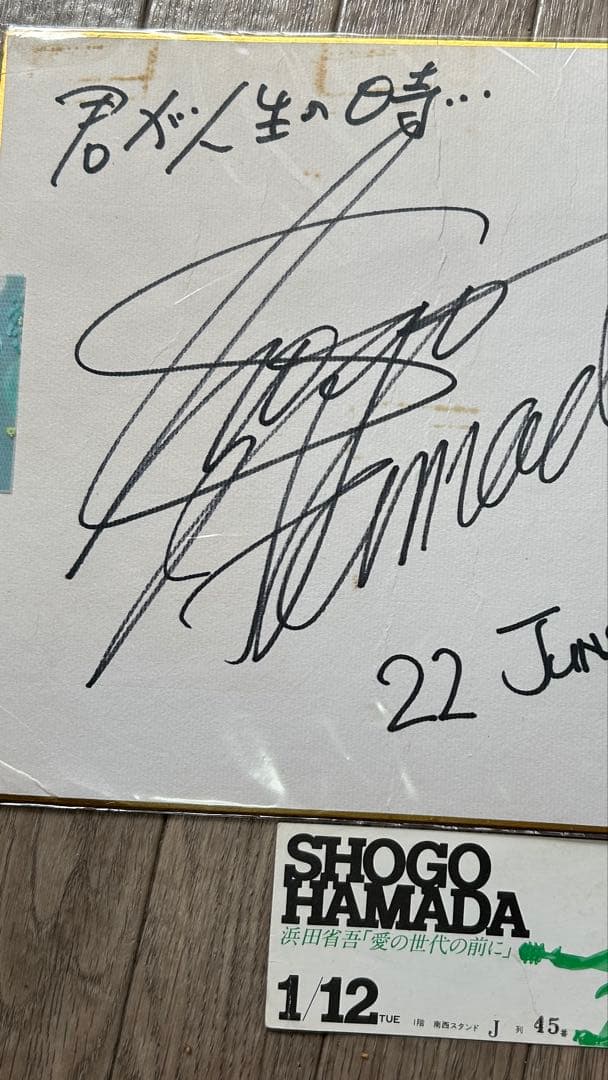 君が人生の時…
Shogo
Hamad
22 JUN
SHOGO
HAMADA
浜田省吾「愛の世代の前に」
1/12 TUE 1階 南西スタンド J 列 45番